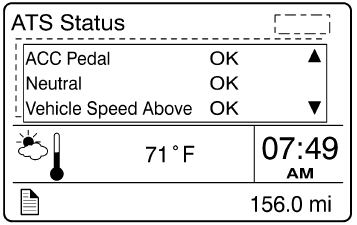 ATS Status
ACC Pedal OK
Neutral OK
Vehicle Speed Above OK
71°F
07:49
AM
156.0 mi